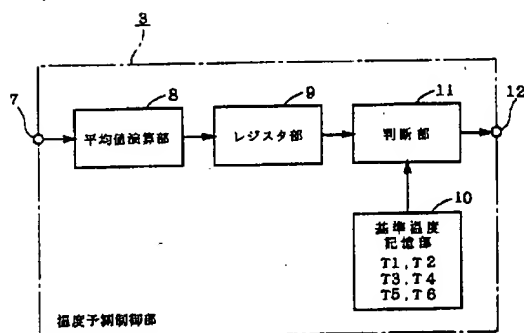 3
7
8
9
11
12
平均値演算部
レジスタ部
判断部
10
基準温度
記憶部
T1, T2
T3, T4
T5, T6
温度予測制御部